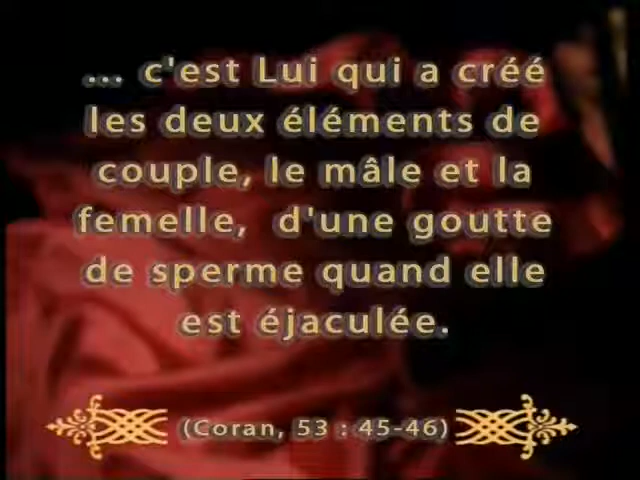 ... c'est Lui qui a créé
les deux éléments de
couple, le mâle et la
femelle, d'une goutte
de sperme quand elle
est éjaculée.
(Coran, 53 : 45-46)